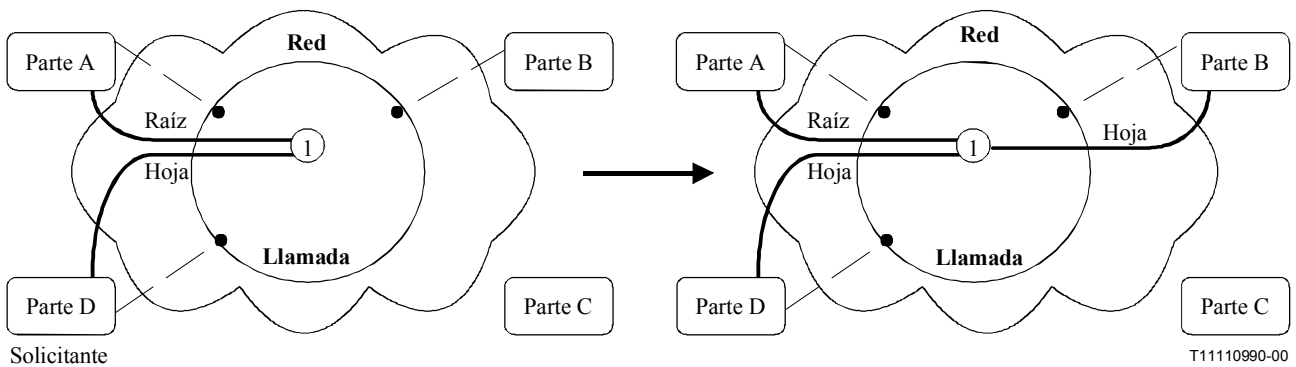 Red
Parte A
Parte B
Raíz
1
Hoja
Llamada
Parte D
Parte C
Solicitante
Red
Parte A
Parte B
Raíz
Hoja
1
Hoja
Llamada
Parte D
Parte C
T11110990-00